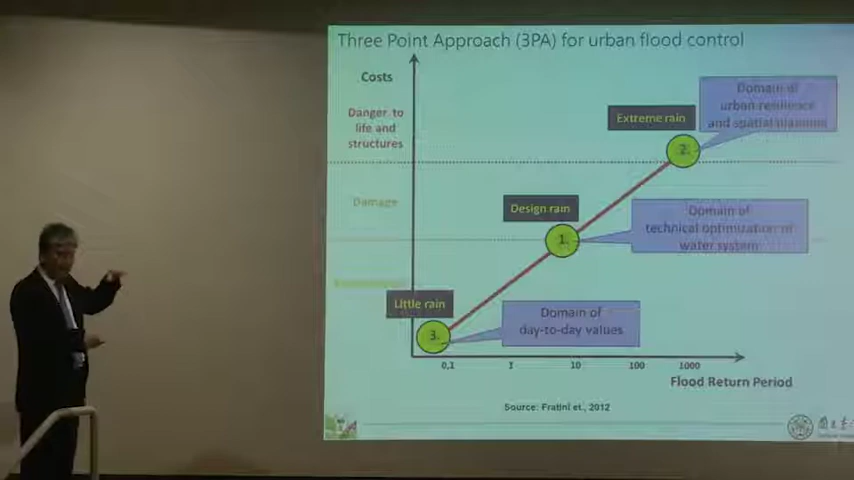 Three Point Approach (3PA) for urban flood control
Costs
Danger to
life and
structures
Damage
Extreme rain
2.
Domain of
urban resilience
and spatial planning
Design rain
1.
Domain of
technical optimization of
water system
Little rain
3.
Domain of
day-to-day values
0,1
1
10
100
1000
Flood Return Period
Source: Fratini et., 2012